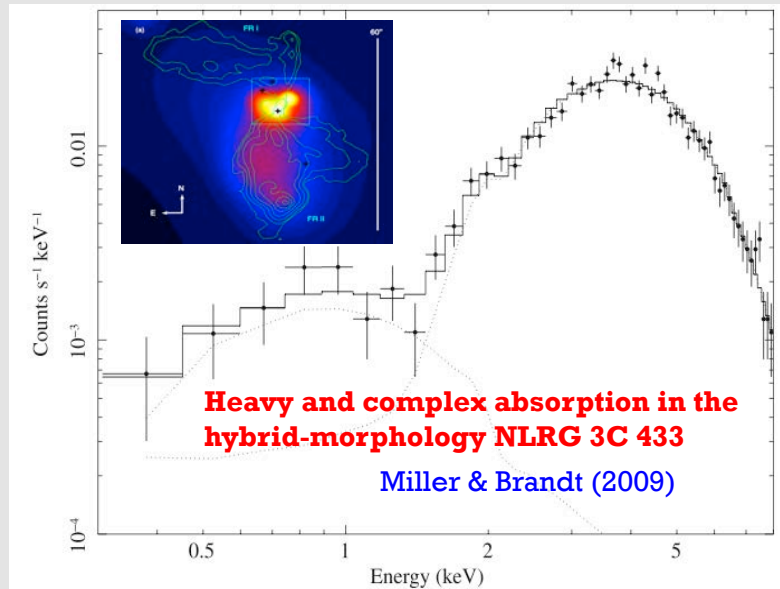 (a)
FR I
60"
N
E
FR II
0.01
10⁻³
10⁻⁴
Counts s⁻¹ keV⁻¹
Heavy and complex absorption in the
hybrid-morphology NLRG 3C 433
Miller & Brandt (2009)
0.5
1
2
5
Energy (keV)